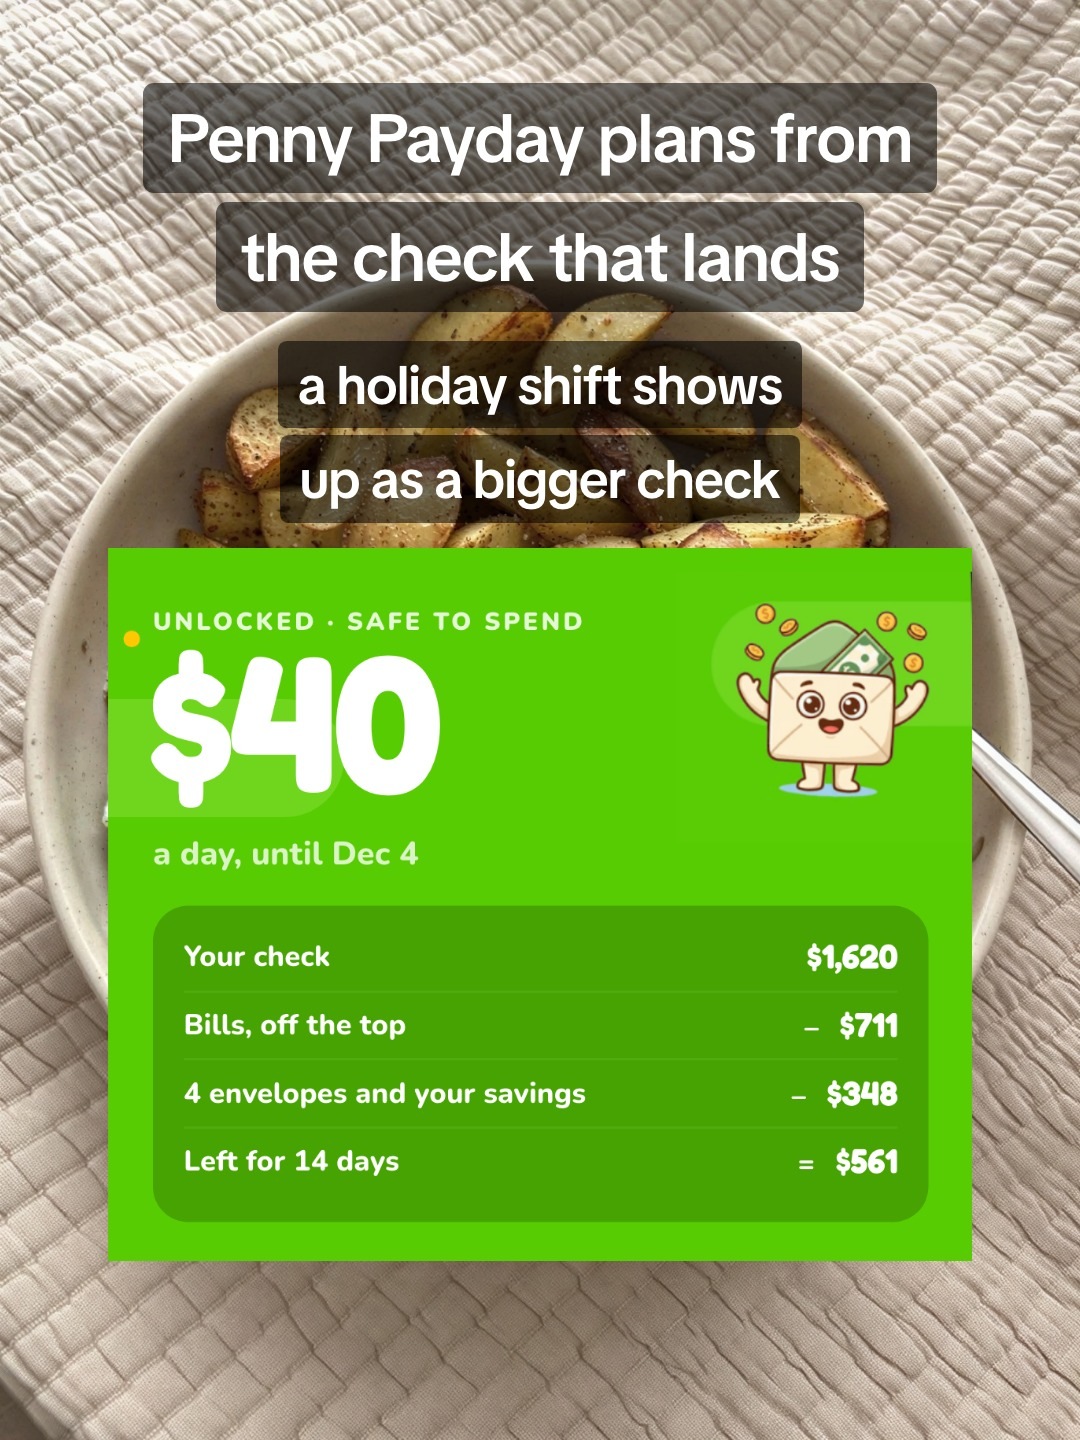 Penny Payday plans from
the check that lands
a holiday shift shows
up as a bigger check
UNLOCKED · SAFE TO SPEND
$40
a day, until Dec 4
Your check $1,620
Bills, off the top – $711
4 envelopes and your savings – $348
Left for 14 days = $561